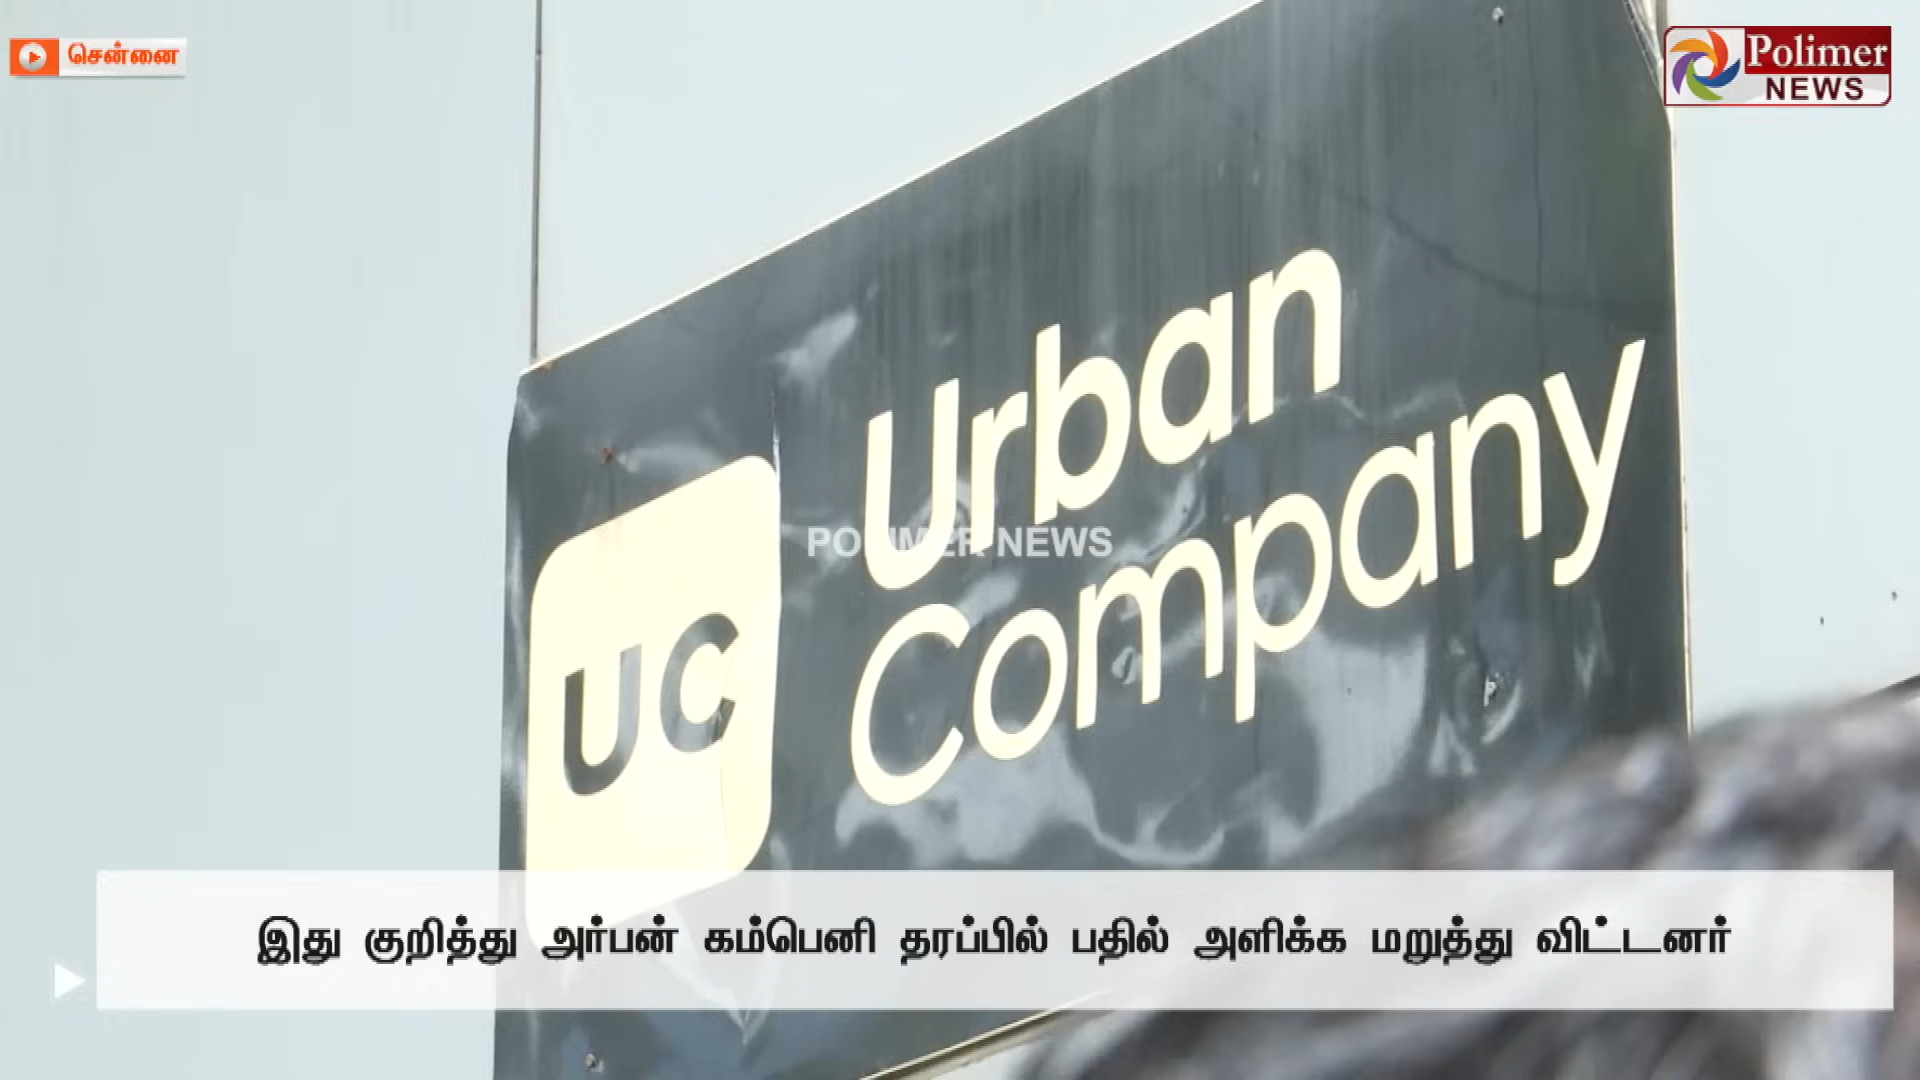 சென்னை
Polimer
NEWS
Urban
Company
UC
POLIMER NEWS
இது குறித்து அர்பன் கம்பெனி தரப்பில் பதில் அளிக்க மறுத்து விட்டனர்